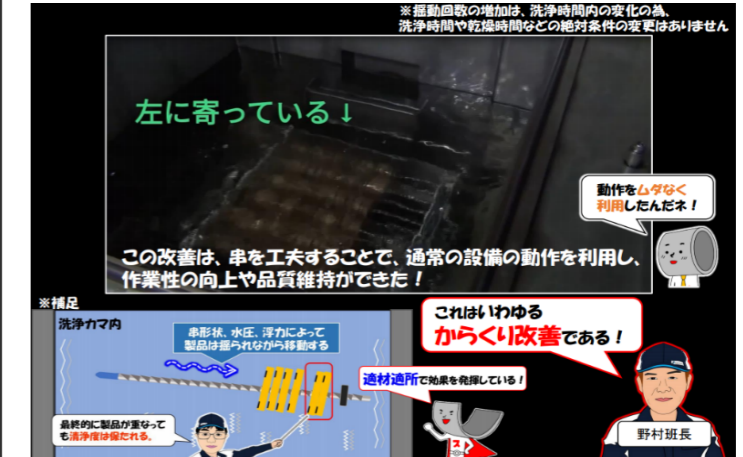 ※揺動回数の増加は、洗浄時間内の変化の為、
洗浄時間や乾燥時間などの絶対条件の変更はありません
左に寄っている↓
動作をムダなく
利用したんだネ！
この改善は、串を工夫することで、通常の設備の動作を利用し、
作業性の向上や品質維持ができた！
※補足
洗浄カマ内
串形状、水圧、浮力によって
製品は揺られながら移動する
これはいわゆる
からくり改善である！
適材適所で効果を発揮している！
最終的に製品が重なって
も清浄度は保たれる。
野村班長